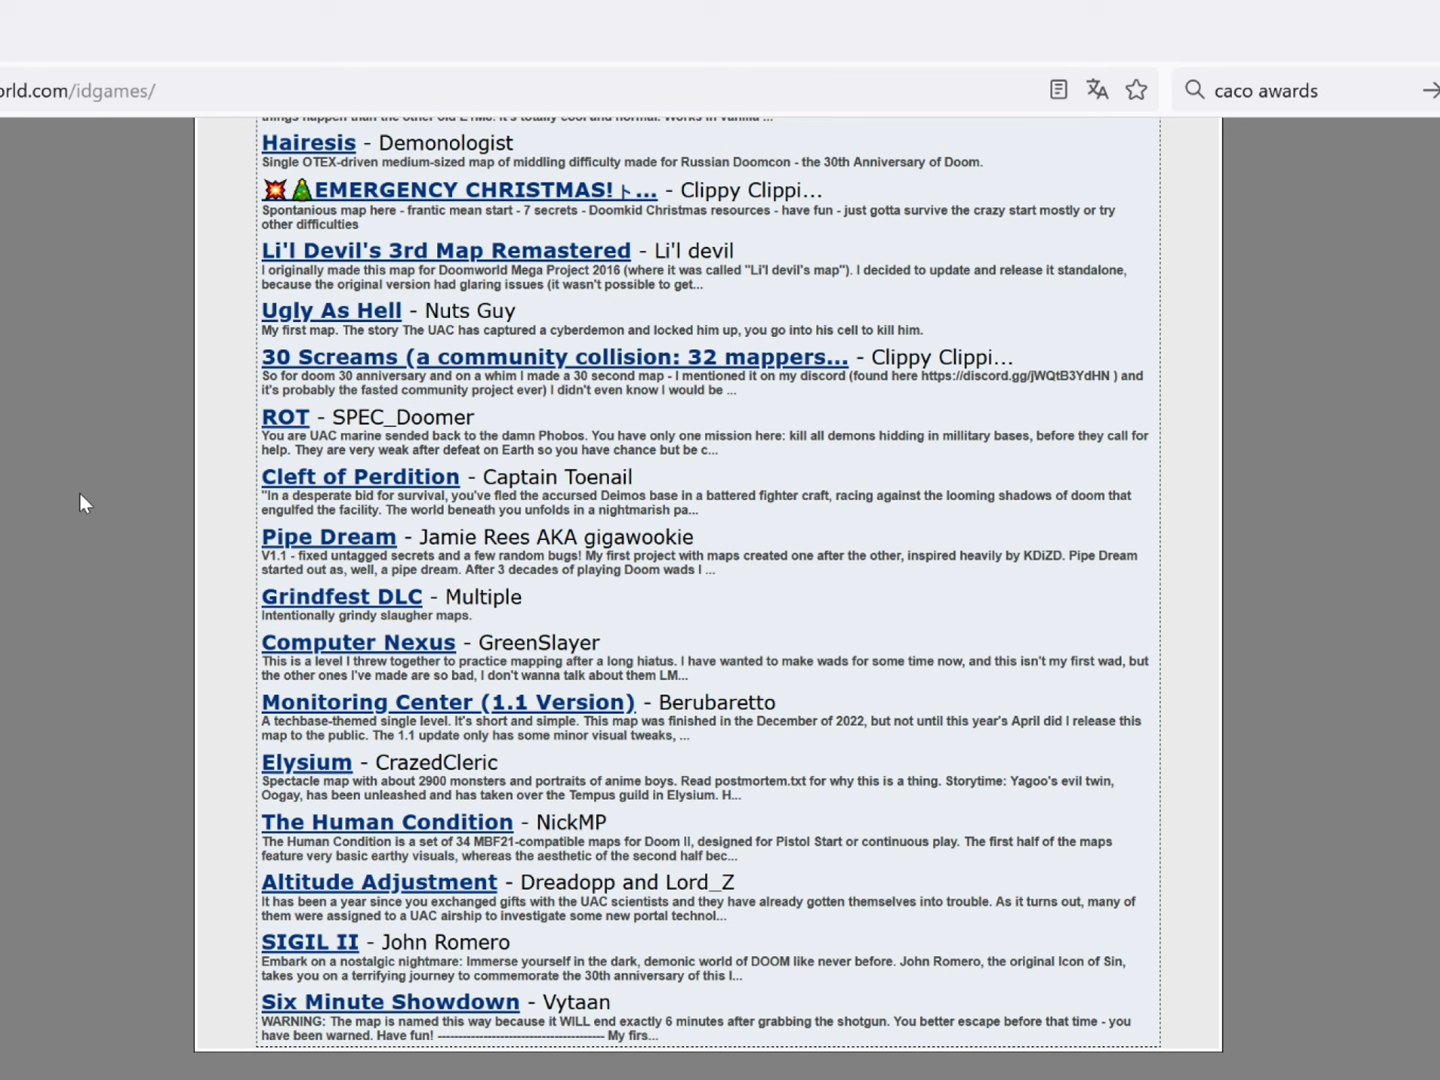 rld.com/idgames/
caco awards
things happen than the other old E1M8. It's totally cool and normal. Works in vanilla ...
Hairesis - Demonologist
Single OTEX-driven medium-sized map of middling difficulty made for Russian Doomcon - the 30th Anniversary of Doom.
💥🎄EMERGENCY CHRISTMAS!ト... - Clippy Clippi...
Spontanious map here - frantic mean start - 7 secrets - Doomkid Christmas resources - have fun - just gotta survive the crazy start mostly or try
other difficulties
Li'l Devil's 3rd Map Remastered - Li'l devil
I originally made this map for Doomworld Mega Project 2016 (where it was called "Li'l devil's map"). I decided to update and release it standalone,
because the original version had glaring issues (it wasn't possible to get...
Ugly As Hell - Nuts Guy
My first map. The story The UAC has captured a cyberdemon and locked him up, you go into his cell to kill him.
30 Screams (a community collision: 32 mappers... - Clippy Clippi...
So for doom 30 anniversary and on a whim I made a 30 second map - I mentioned it on my discord (found here https://discord.gg/jWQtB3YdHN ) and
it's probably the fasted community project ever) I didn't even know I would be ...
ROT - SPEC_Doomer
You are UAC marine sended back to the damn Phobos. You have only one mission here: kill all demons hidding in millitary bases, before they call for
help. They are very weak after defeat on Earth so you have chance but be c...
Cleft of Perdition - Captain Toenail
"In a desperate bid for survival, you've fled the accursed Deimos base in a battered fighter craft, racing against the looming shadows of doom that
engulfed the facility. The world beneath you unfolds in a nightmarish pa...
Pipe Dream - Jamie Rees AKA gigawookie
V1.1 - fixed untagged secrets and a few random bugs! My first project with maps created one after the other, inspired heavily by KDiZD. Pipe Dream
started out as, well, a pipe dream. After 3 decades of playing Doom wads I ...
Grindfest DLC - Multiple
Intentionally grindy slaugher maps.
Computer Nexus - GreenSlayer
This is a level I threw together to practice mapping after a long hiatus. I have wanted to make wads for some time now, and this isn't my first wad, but
the other ones I've made are so bad, I don't wanna talk about them LM...
Monitoring Center (1.1 Version) - Berubaretto
A techbase-themed single level. It's short and simple. This map was finished in the December of 2022, but not until this year's April did I release this
map to the public. The 1.1 update only has some minor visual tweaks, ...
Elysium - CrazedCleric
Spectacle map with about 2900 monsters and portraits of anime boys. Read postmortem.txt for why this is a thing. Storytime: Yagoo's evil twin,
Oogay, has been unleashed and has taken over the Tempus guild in Elysium. H...
The Human Condition - NickMP
The Human Condition is a set of 34 MBF21-compatible maps for Doom II, designed for Pistol Start or continuous play. The first half of the maps
feature very basic earthy visuals, whereas the aesthetic of the second half bec...
Altitude Adjustment - Dreadopp and Lord_Z
It has been a year since you exchanged gifts with the UAC scientists and they have already gotten themselves into trouble. As it turns out, many of
them were assigned to a UAC airship to investigate some new portal technol...
SIGIL II - John Romero
Embark on a nostalgic nightmare: Immerse yourself in the dark, demonic world of DOOM like never before. John Romero, the original Icon of Sin,
takes you on a terrifying journey to commemorate the 30th anniversary of this l...
Six Minute Showdown - Vytaan
WARNING: The map is named this way because it WILL end exactly 6 minutes after grabbing the shotgun. You better escape before that time - you
have been warned. Have fun! ---------------------------------------- My firs...